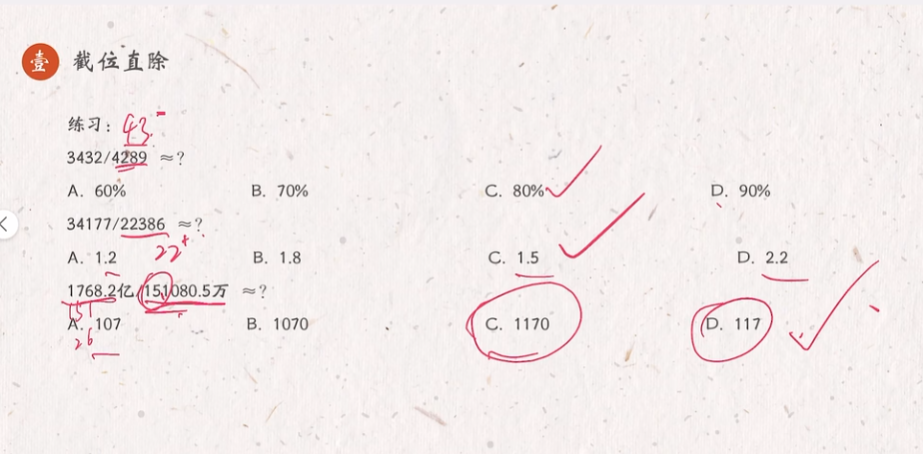 壹 截位直除
练习: 43-
3432/4289 ≈?
A. 60% B. 70% C. 80% D. 90%
34177/22386 ≈?
22+
A. 1.2 B. 1.8 C. 1.5 D. 2.2
1768.2亿/151080.5万 ≈?
151
A. 107 B. 1070 C. 1170 D. 117
26